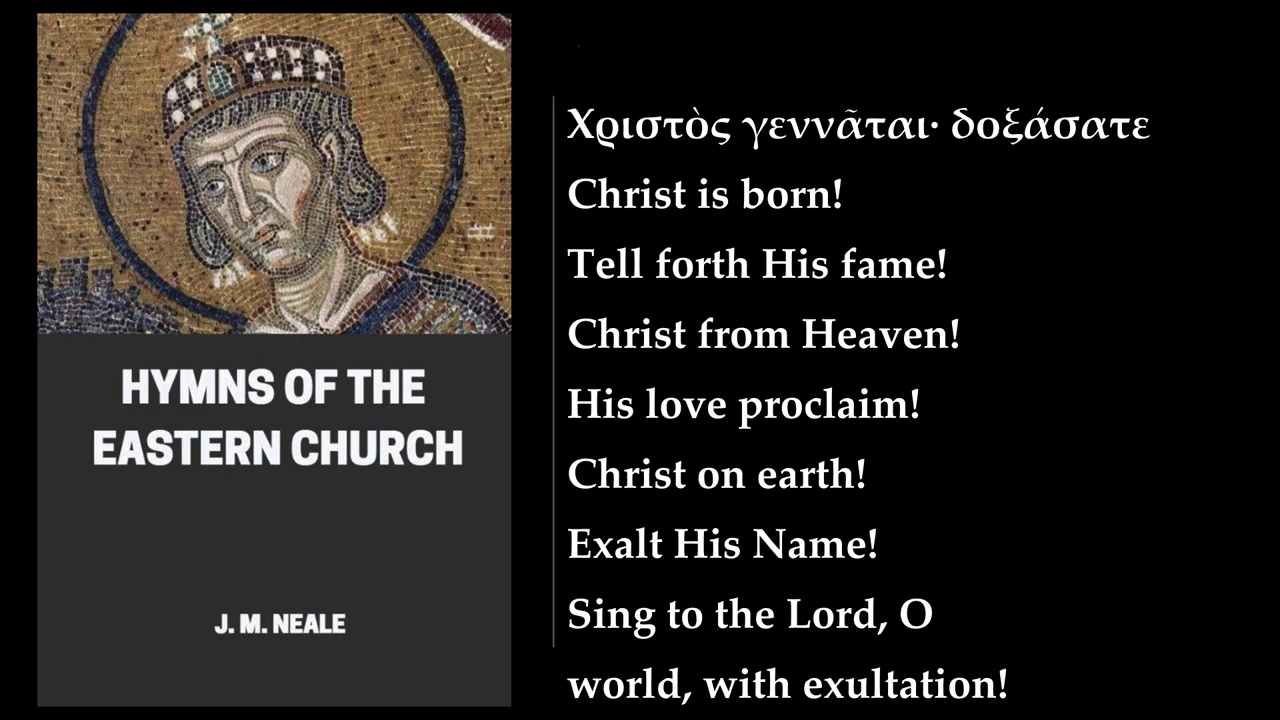 HYMNS OF THE
EASTERN CHURCH
J. M. NEALE
Χριστὸς γεννᾶται· δοξάσατε
Christ is born!
Tell forth His fame!
Christ from Heaven!
His love proclaim!
Christ on earth!
Exalt His Name!
Sing to the Lord, O
world, with exultation!